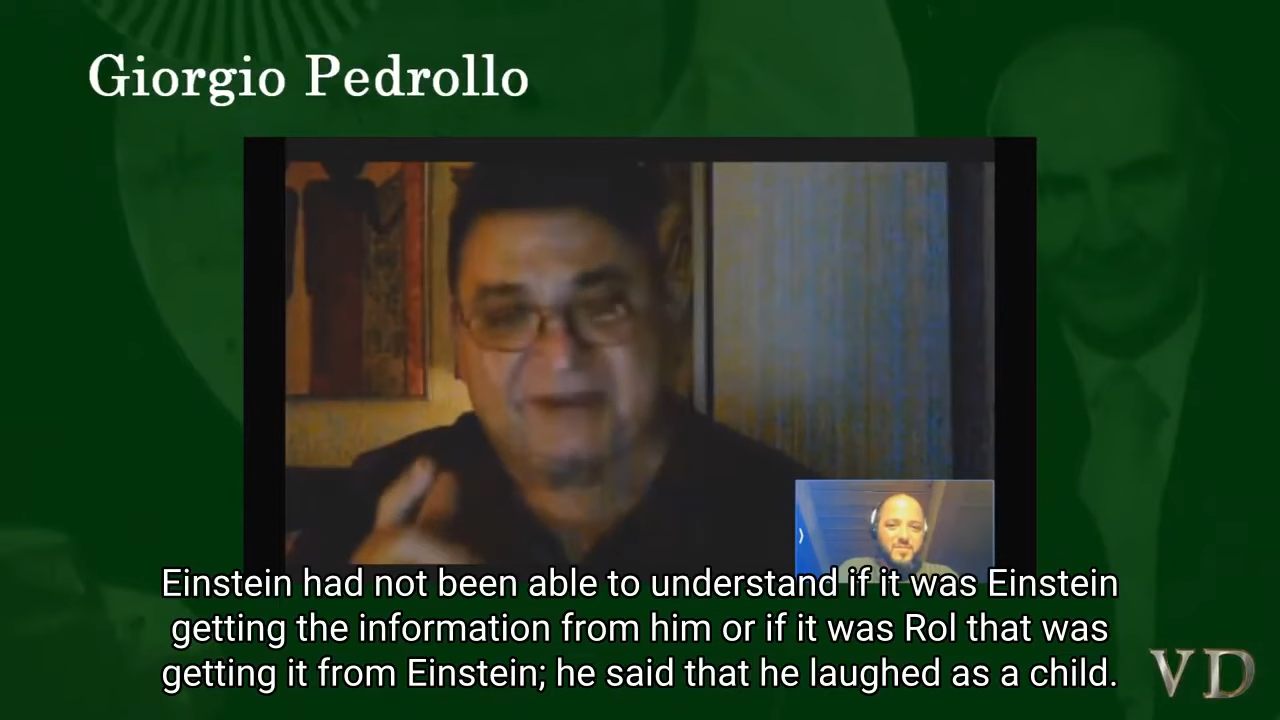 Giorgio Pedrollo
Einstein had not been able to understand if it was Einstein
getting the information from him or if it was Rol that was
getting it from Einstein; he said that he laughed as a child.
VD